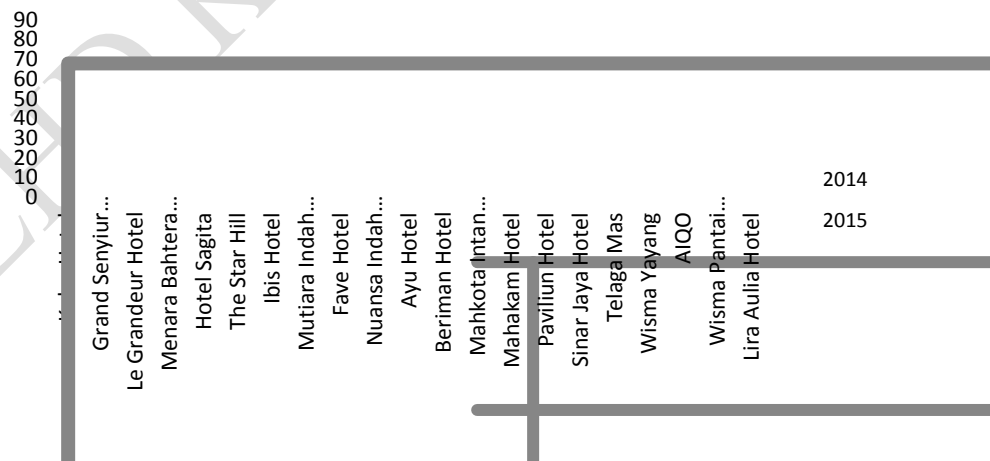 90
80
70
60
50
40
30
20
10
0
Grand Senyiur...
Le Grandeur Hotel
Menara Bahtera...
Hotel Sagita
The Star Hill
Ibis Hotel
Mutiara Indah...
Fave Hotel
Nuansa Indah...
Ayu Hotel
Beriman Hotel
Mahkota Intan...
Mahakam Hotel
Paviliun Hotel
Sinar Jaya Hotel
Telaga Mas
Wisma Yayang
AIQO
Wisma Pantai...
Lira Aulia Hotel
2014
2015